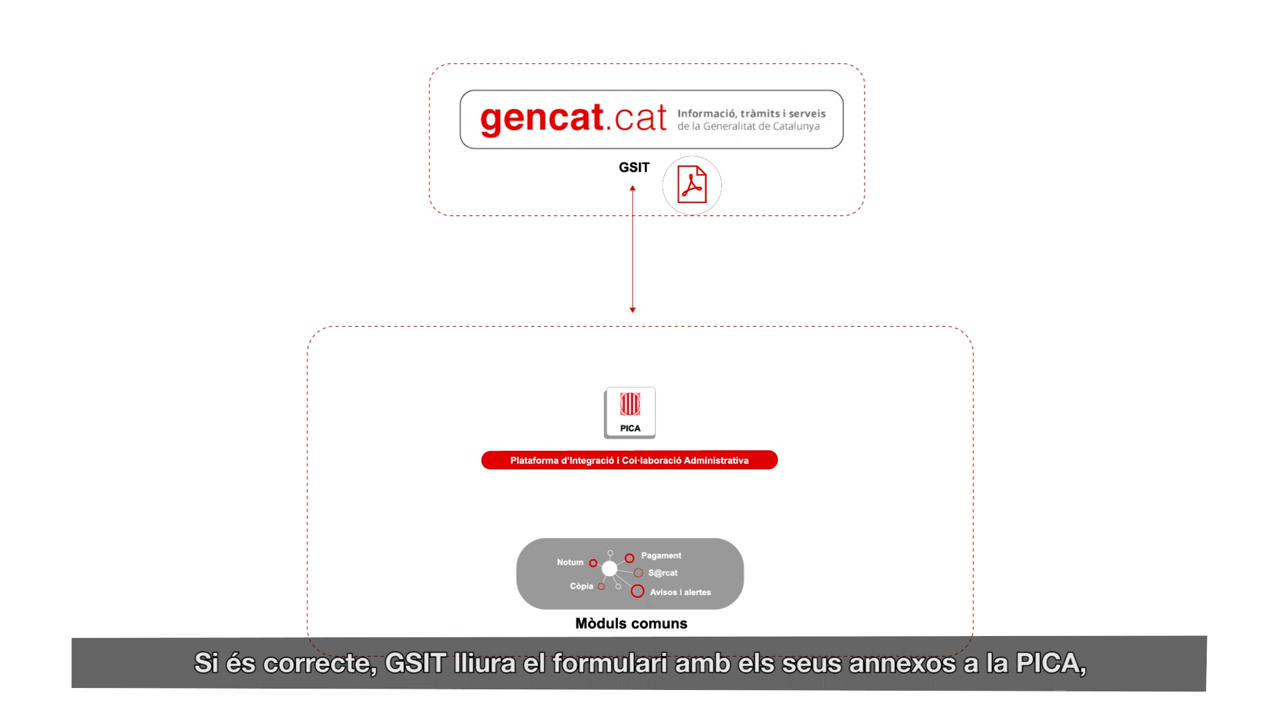 gencat.cat
Informació, tràmits i serveis
de la Generalitat de Catalunya
GSIT
PICA
Plataforma d'Integració i Col·laboració Administrativa
Notum
Pagament
S@rcat
Còpia
Avisos i alertes
Mòduls comuns
Si és correcte, GSIT lliura el formulari amb els seus annexos a la PICA,